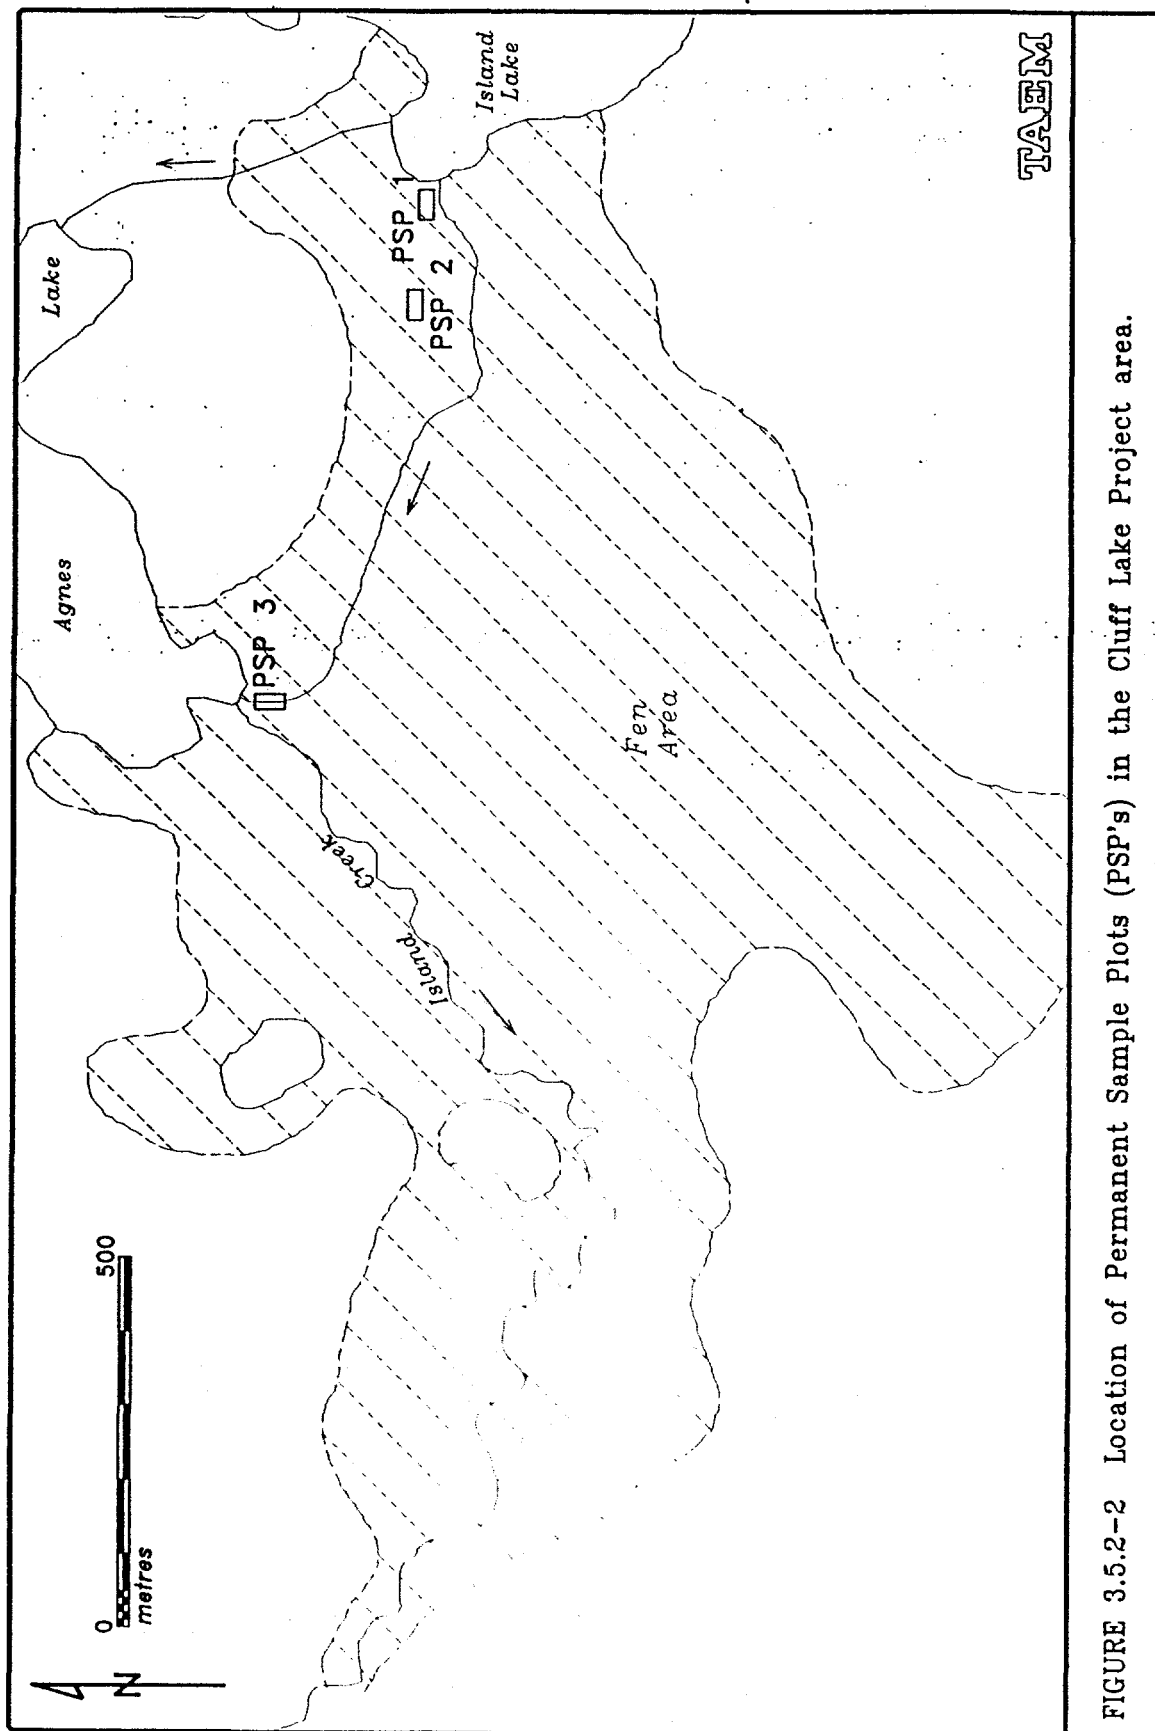 N
0 500
metres
Agnes
Lake
Island
Lake
PSP 1
PSP 2
PSP 3
Island
Creek
Fen
Area
TAEM
FIGURE 3.5.2-2 Location of Permanent Sample Plots (PSP's) in the Cluff Lake Project area.